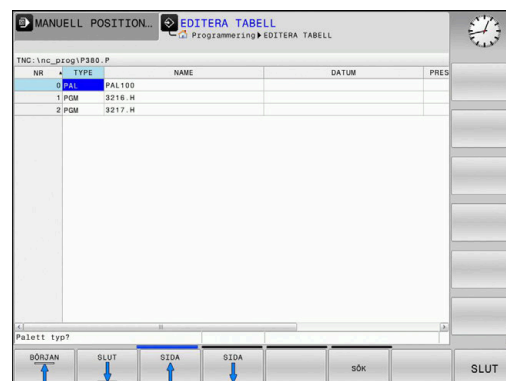 MANUELL POSITION... EDITERA TABELL
Programmering EDITERA TABELL
TNC:\nc_prog\P380.P
NR TYPE NAME DATUM PRES
0 PAL PAL100
1 PGM 3216.H
2 PGM 3217.H
Palett typ?
BÖRJAN SLUT SIDA SIDA SÖK SLUT